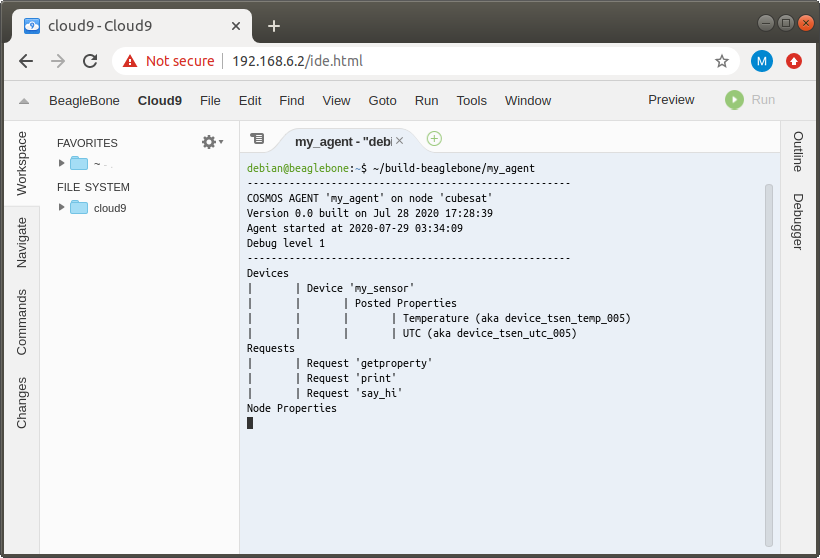 cloud9 - Cloud9
Not secure 192.168.6.2/ide.html
M
BeagleBone Cloud9 File Edit Find View Goto Run Tools Window Preview Run
Workspace
Navigate
Commands
Changes
FAVORITES
~
FILE SYSTEM
cloud9
my_agent - "debi
debian@beaglebone:~$ ~/build-beaglebone/my_agent
------------------------------------------------------
COSMOS AGENT 'my_agent' on node 'cubesat'
Version 0.0 built on Jul 28 2020 17:28:39
Agent started at 2020-07-29 03:34:09
Debug level 1
------------------------------------------------------
Devices
|       | Device 'my_sensor'
|       |       | Posted Properties
|       |       |       | Temperature (aka device_tsen_temp_005)
|       |       |       | UTC (aka device_tsen_utc_005)
Requests
|       | Request 'getproperty'
|       | Request 'print'
|       | Request 'say_hi'
Node Properties
Outline
Debugger